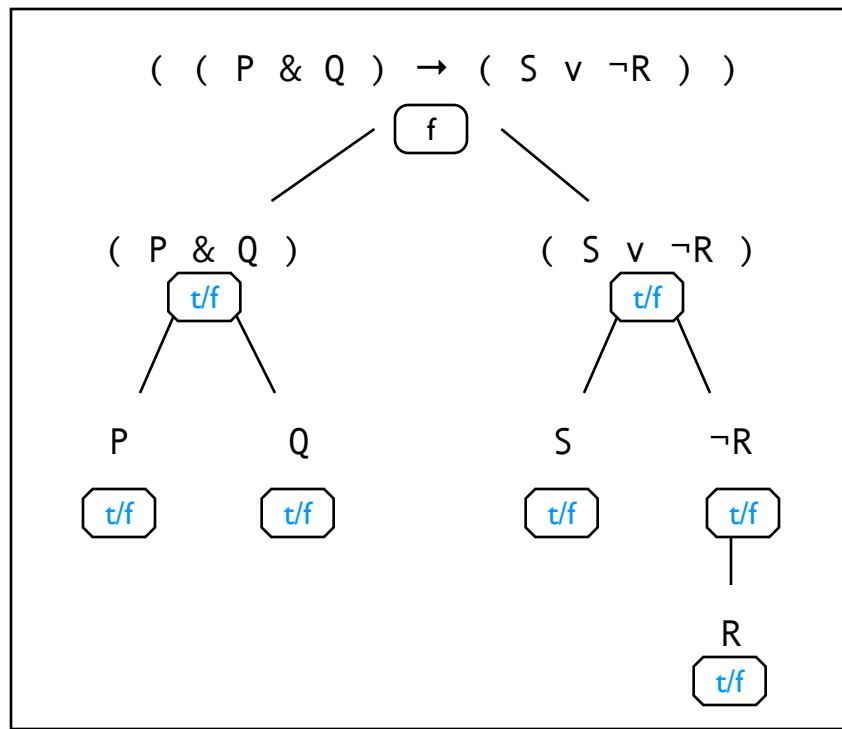 ( ( P & Q ) → ( S v ¬R ) )
f
( P & Q ) ( S v ¬R )
t/f t/f
P Q S ¬R
t/f t/f t/f t/f
R
t/f